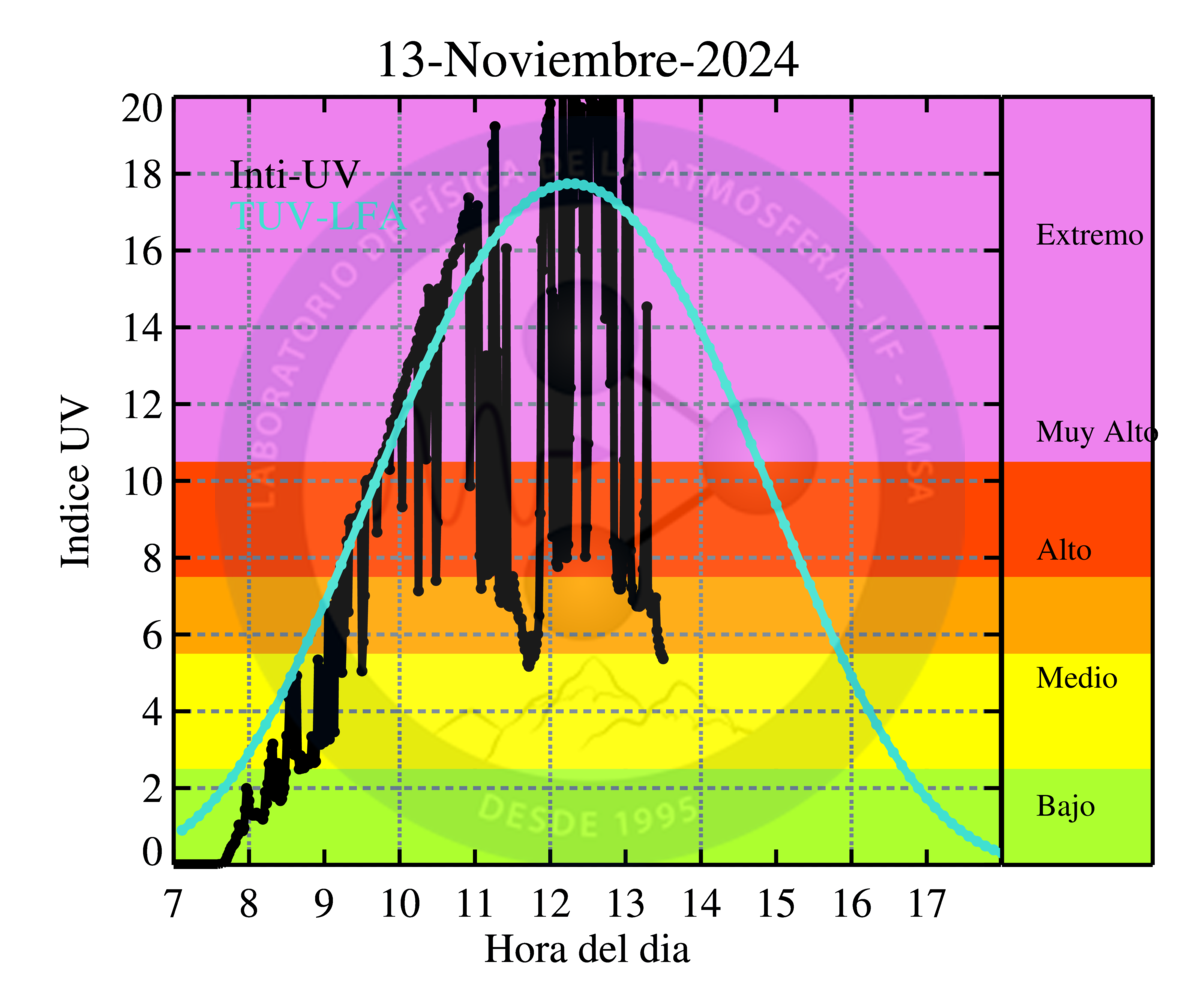 13-Noviembre-2024
20
18
16
14
12
10
8
6
4
2
0
Indice UV
Inti-UV
TUV-LFA
LABORATORIO DE FÍSICA DE LA ATMÓSFERA - IIF - UMSA
DESDE 1995
Extremo
Muy Alto
Alto
Medio
Bajo
7 8 9 10 11 12 13 14 15 16 17
Hora del dia